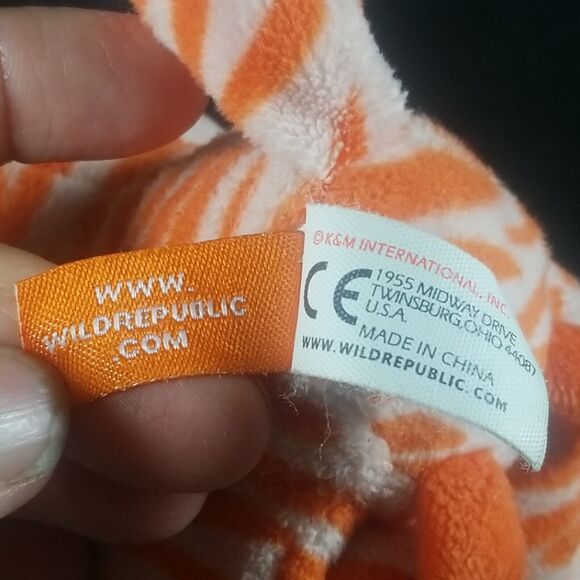 WWW.
WILDREPUBLIC
.COM
©K&M INTERNATIONAL, INC.
CE
1955 MIDWAY DRIVE
TWINSBURG,OHIO 44087
U.S.A.
MADE IN CHINA
WWW.WILDREPUBLIC.COM